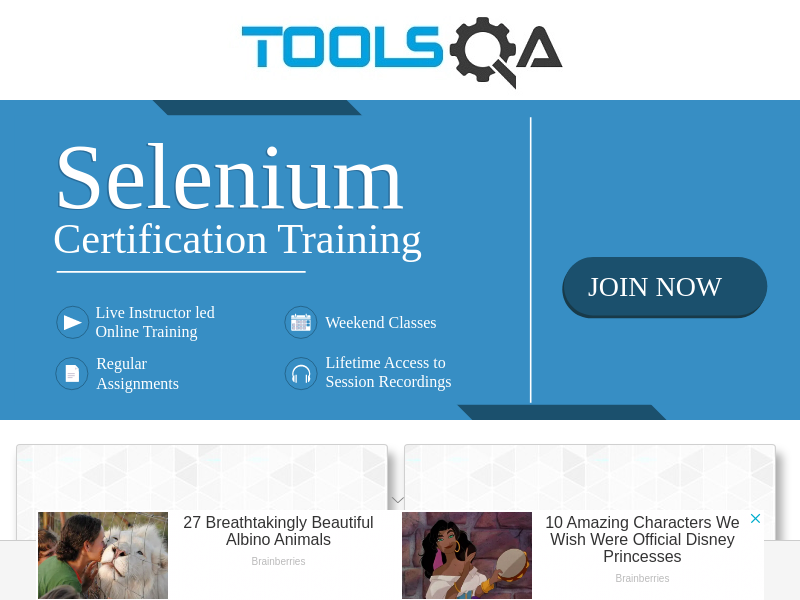 TOOLSQA
Selenium
Certification Training
Live Instructor led
Online Training
Weekend Classes
Regular
Assignments
Lifetime Access to
Session Recordings
JOIN NOW
27 Breathtakingly Beautiful
Albino Animals
Brainberries
10 Amazing Characters We
Wish Were Official Disney
Princesses
Brainberries